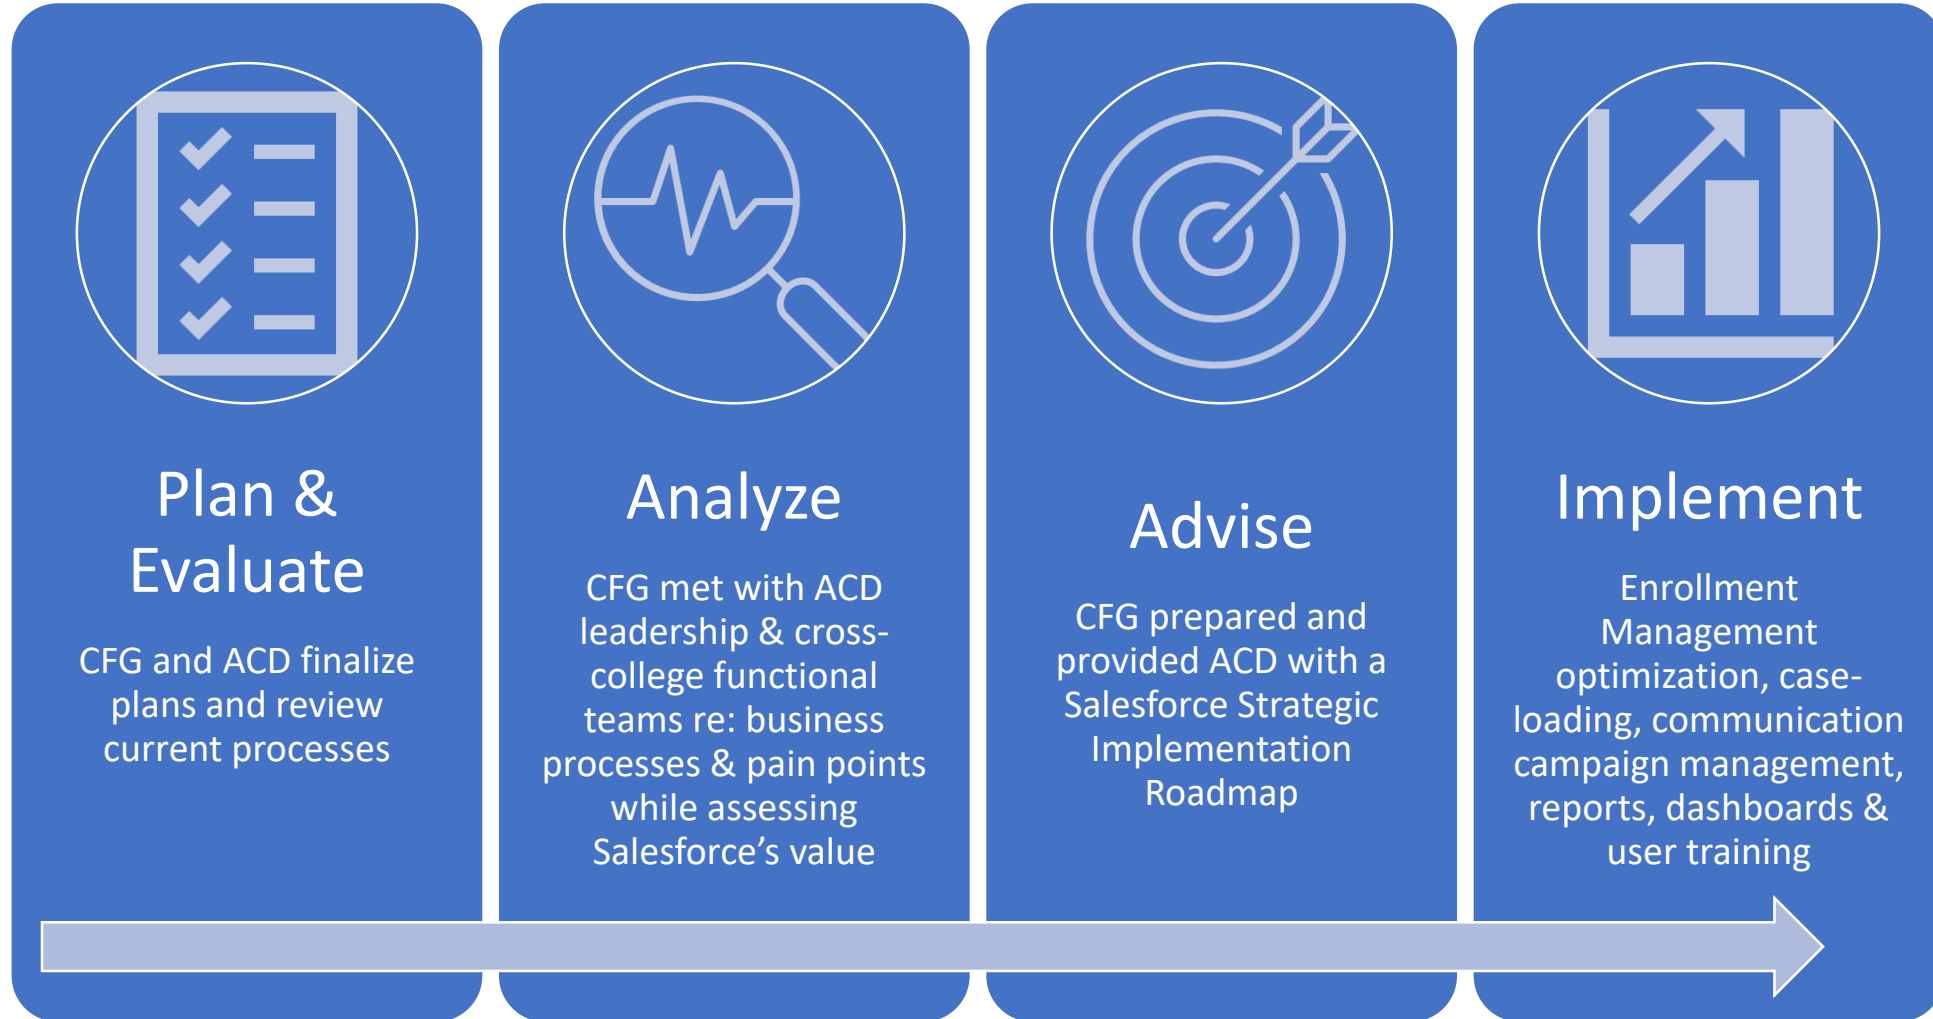 Plan &
Evaluate
CFG and ACD finalize
plans and review
current processes
Analyze
CFG met with ACD
leadership & cross-
college functional
teams re: business
processes & pain points
while assessing
Salesforce’s value
Advise
CFG prepared and
provided ACD with a
Salesforce Strategic
Implementation
Roadmap
Implement
Enrollment
Management
optimization, case-
loading, communication
campaign management,
reports, dashboards &
user training